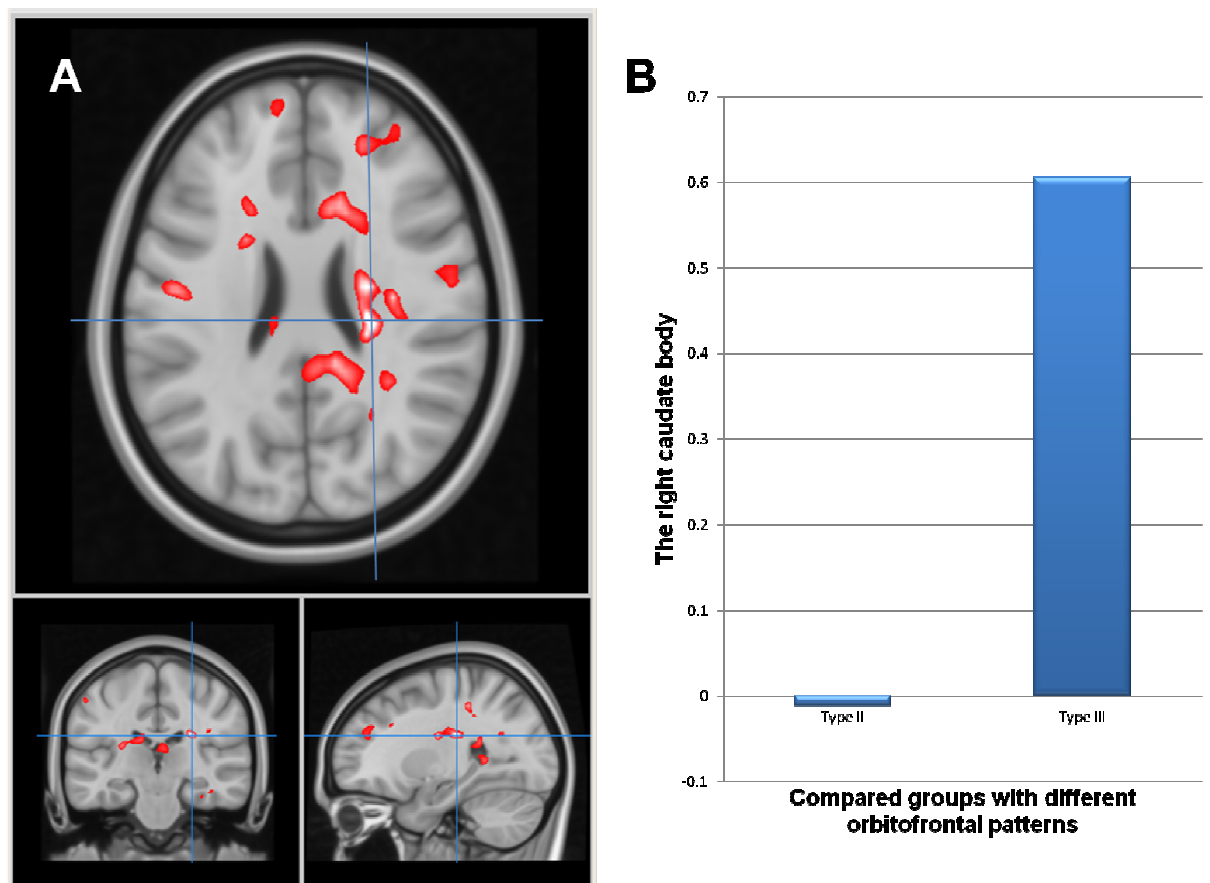 A
B
0.7
0.6
0.5
0.4
0.3
0.2
0.1
0
-0.1
The right caudate body
Type II
Type III
Compared groups with different
orbitofrontal patterns